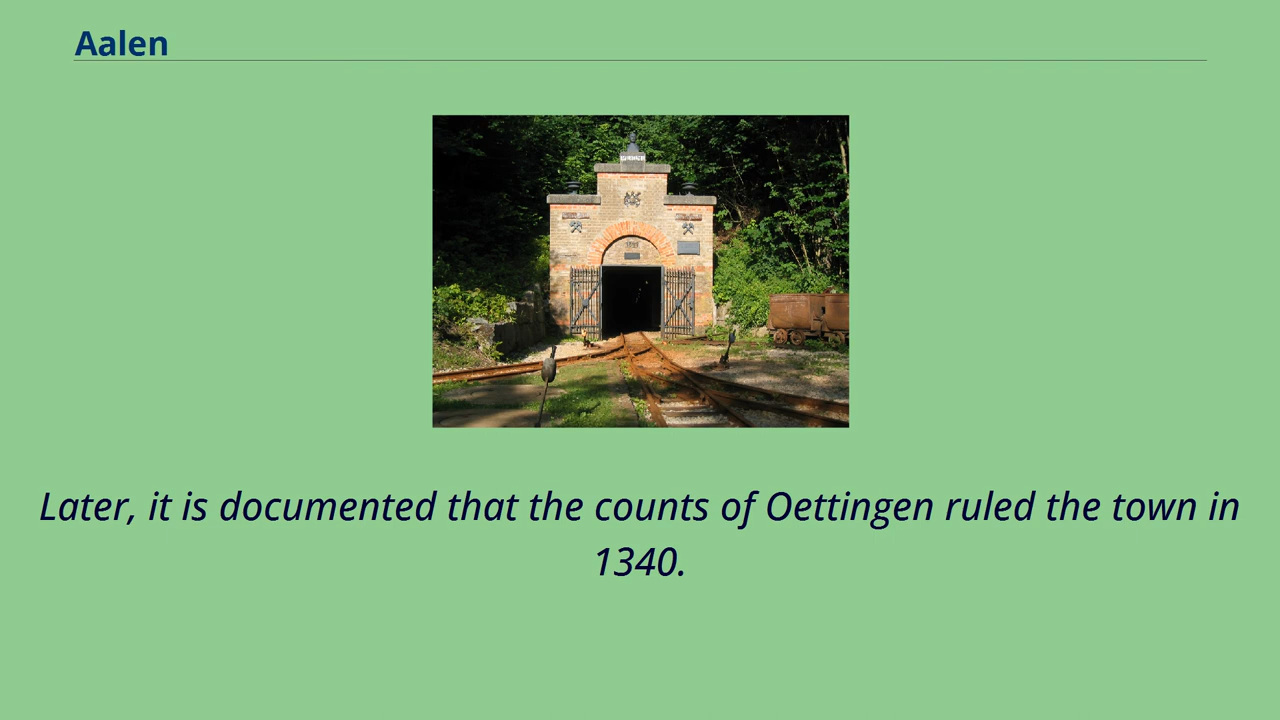 Aalen
Later, it is documented that the counts of Oettingen ruled the town in
1340.